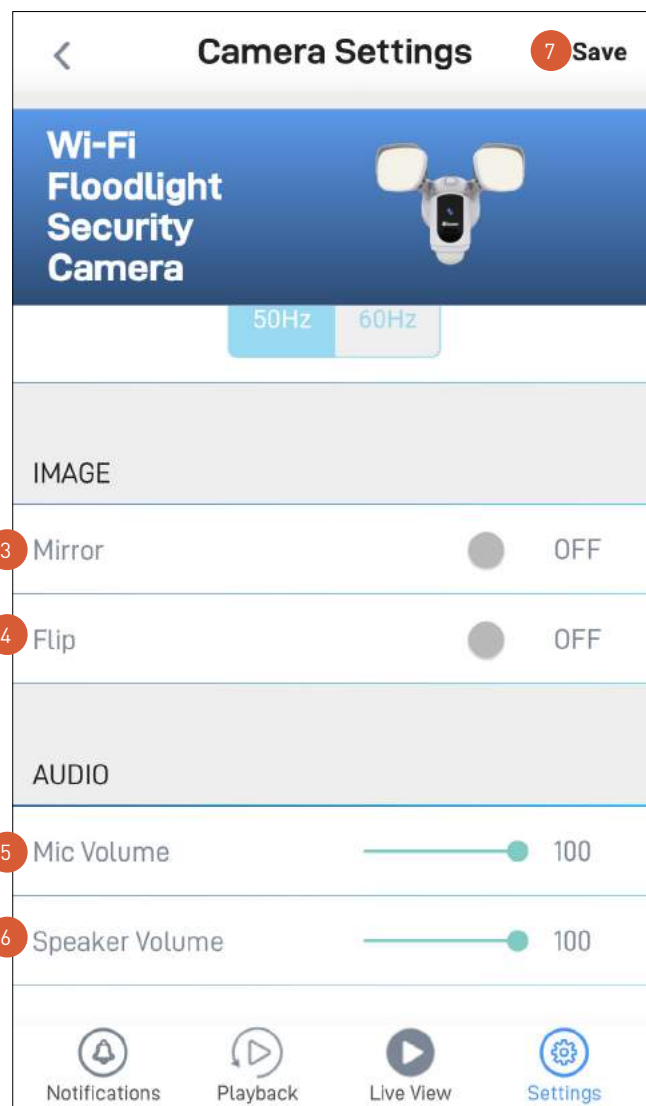 Camera Settings
7 Save
Wi-Fi
Floodlight
Security
Camera
50Hz 60Hz
IMAGE
3 Mirror OFF
4 Flip OFF
AUDIO
5 Mic Volume 100
6 Speaker Volume 100
Notifications Playback Live View Settings